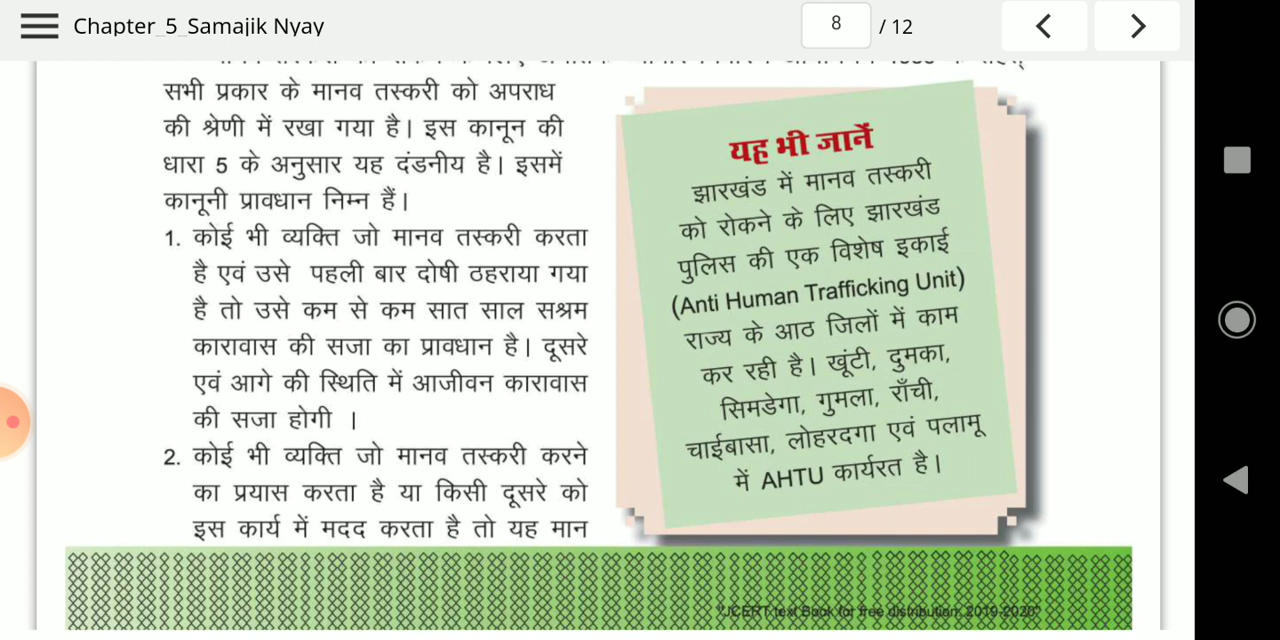 Chapter_5_Samajik Nyay
8 / 12
सभी प्रकार के मानव तस्करी को अपराध
की श्रेणी में रखा गया है। इस कानून की
धारा 5 के अनुसार यह दंडनीय है। इसमें
कानूनी प्रावधान निम्न हैं।
1. कोई भी व्यक्ति जो मानव तस्करी करता
है एवं उसे पहली बार दोषी ठहराया गया
है तो उसे कम से कम सात साल सश्रम
कारावास की सजा का प्रावधान है। दूसरे
एवं आगे की स्थिति में आजीवन कारावास
की सजा होगी ।
2. कोई भी व्यक्ति जो मानव तस्करी करने
का प्रयास करता है या किसी दूसरे को
इस कार्य में मदद करता है तो यह मान
यह भी जानें
झारखंड में मानव तस्करी
को रोकने के लिए झारखंड
पुलिस की एक विशेष इकाई
(Anti Human Trafficking Unit)
राज्य के आठ जिलों में काम
कर रही है। खूंटी, दुमका,
सिमडेगा, गुमला, राँची,
चाईबासा, लोहरदगा एवं पलामू
में AHTU कार्यरत है।
"JCERT text Book for free distribution: 2019-2020"